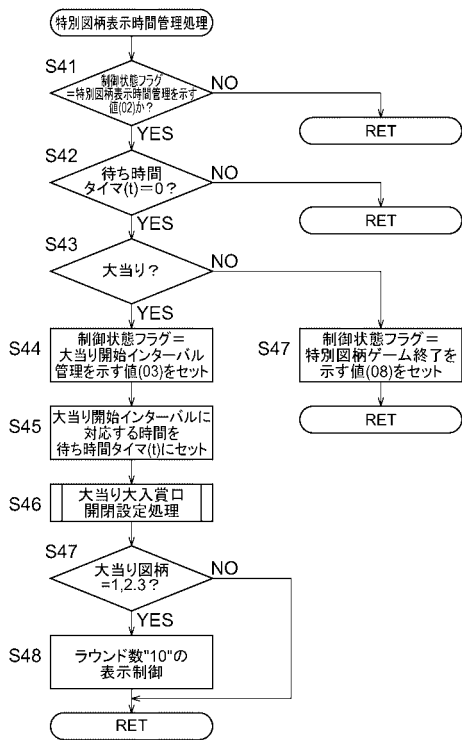 特別図柄表示時間管理処理
S41
制御状態フラグ
=特別図柄表示時間管理を示す
値(02)か?
NO
RET
YES
S42
待ち時間
タイマ(t)=0?
NO
RET
YES
S43
大当り?
NO
YES
S44
制御状態フラグ=
大当り開始インターバル
管理を示す値(03)をセット
S47
制御状態フラグ=
特別図柄ゲーム終了を
示す値(08)をセット
RET
S45
大当り開始インターバルに
対応する時間を
待ち時間タイマ(t)にセット
S46
大当り大入賞口
開閉設定処理
S47
大当り図柄
=1,2.3?
NO
YES
S48
ラウンド数"10"の
表示制御
RET